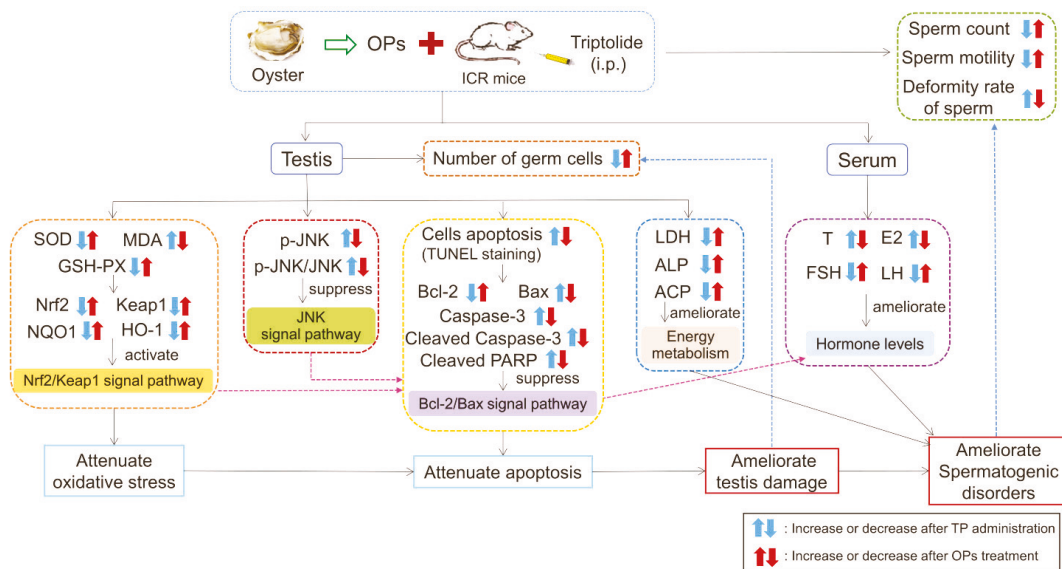 Oyster
OPs
ICR mice
Triptolide
(i.p.)
Sperm count
Sperm motility
Deformity rate
of sperm
Testis
Number of germ cells
Serum
SOD MDA
GSH-PX
Nrf2 Keap1
NQO1 HO-1
activate
Nrf2/Keap1 signal pathway
p-JNK
p-JNK/JNK
suppress
JNK
signal pathway
Cells apoptosis
(TUNEL staining)
Bcl-2 Bax
Caspase-3
Cleaved Caspase-3
Cleaved PARP
suppress
Bcl-2/Bax signal pathway
LDH
ALP
ACP
ameliorate
Energy
metabolism
T E2
FSH LH
ameliorate
Hormone levels
Attenuate
oxidative stress
Attenuate apoptosis
Ameliorate
testis damage
Ameliorate
Spermatogenic
disorders
: Increase or decrease after TP administration
: Increase or decrease after OPs treatment